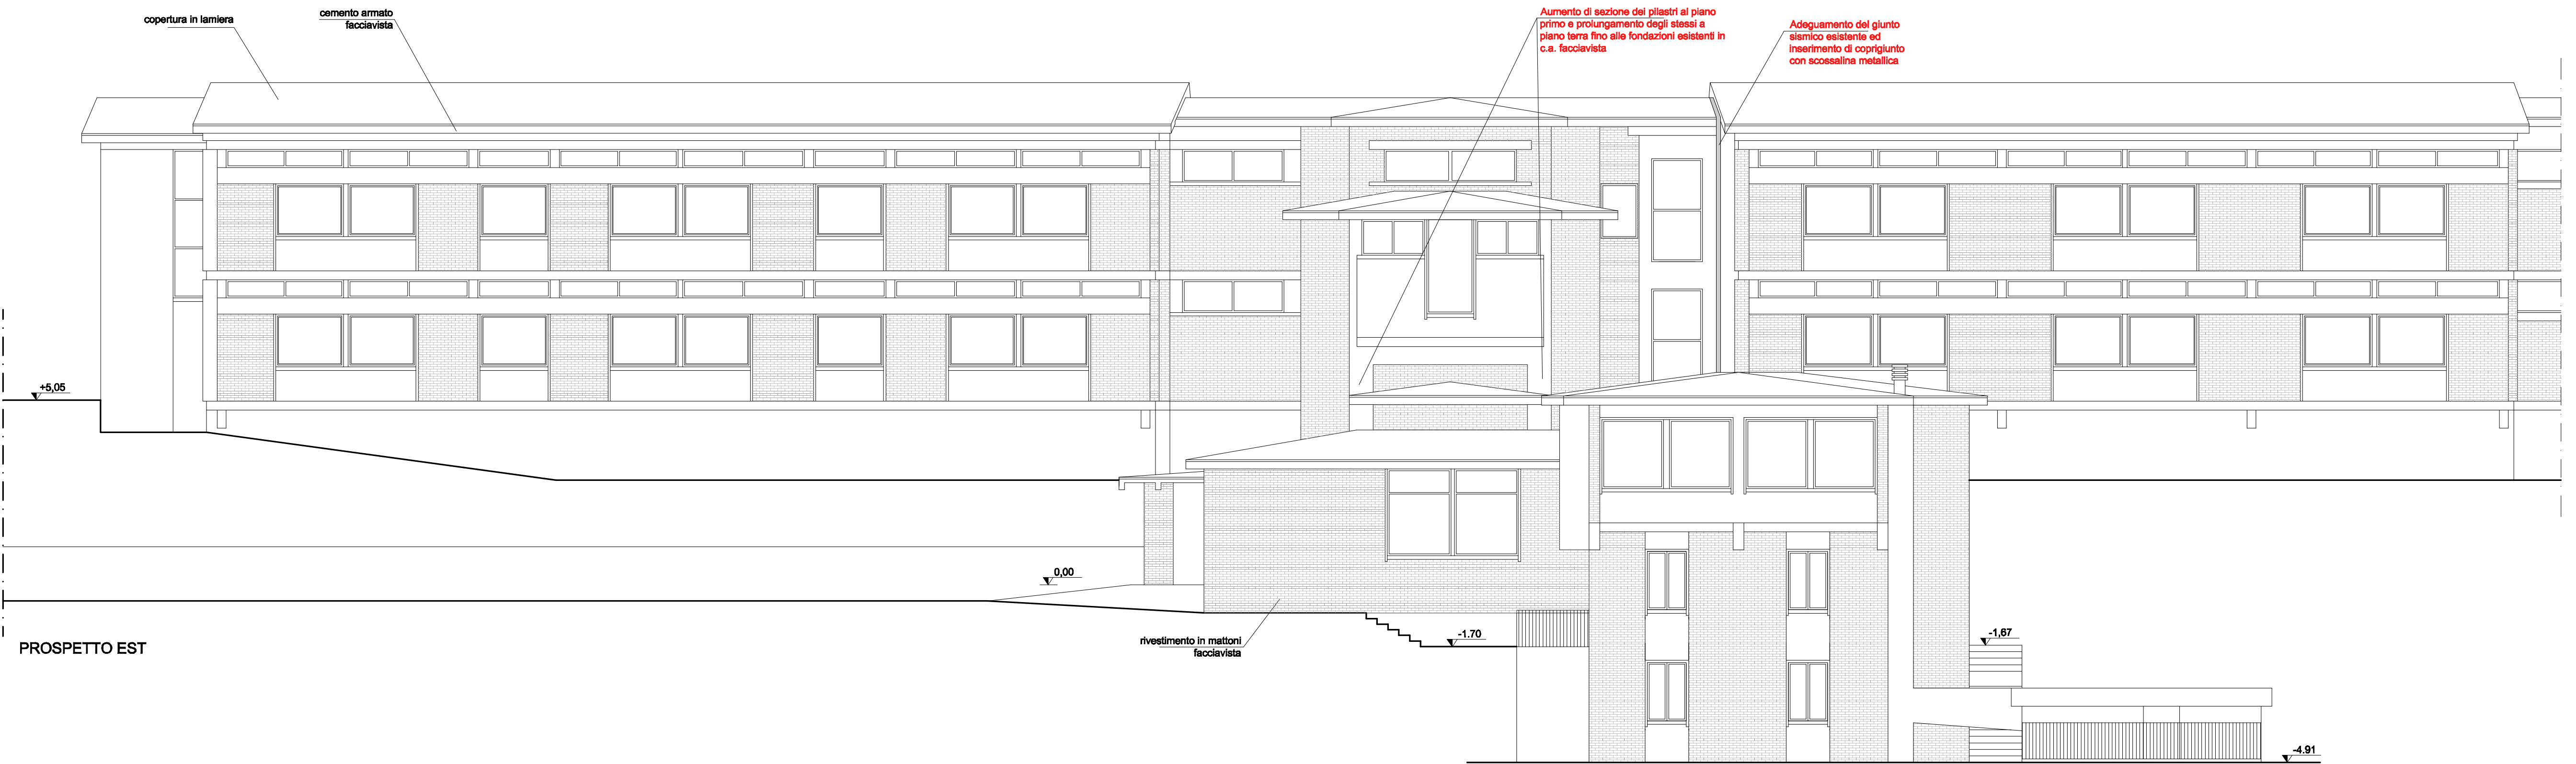 copertura in lamiera
cemento armato
facciavista
Aumento di sezione dei pilastri al piano
primo e prolungamento degli stessi a
piano terra fino alle fondazioni esistenti in
c.a. facciavista
Adeguamento del giunto
sismico esistente ed
inserimento di coprigiunto
con scossalina metallica
+5,05
0,00
rivestimento in mattoni
facciavista
-1.70
-1,67
-4.91
PROSPETTO EST